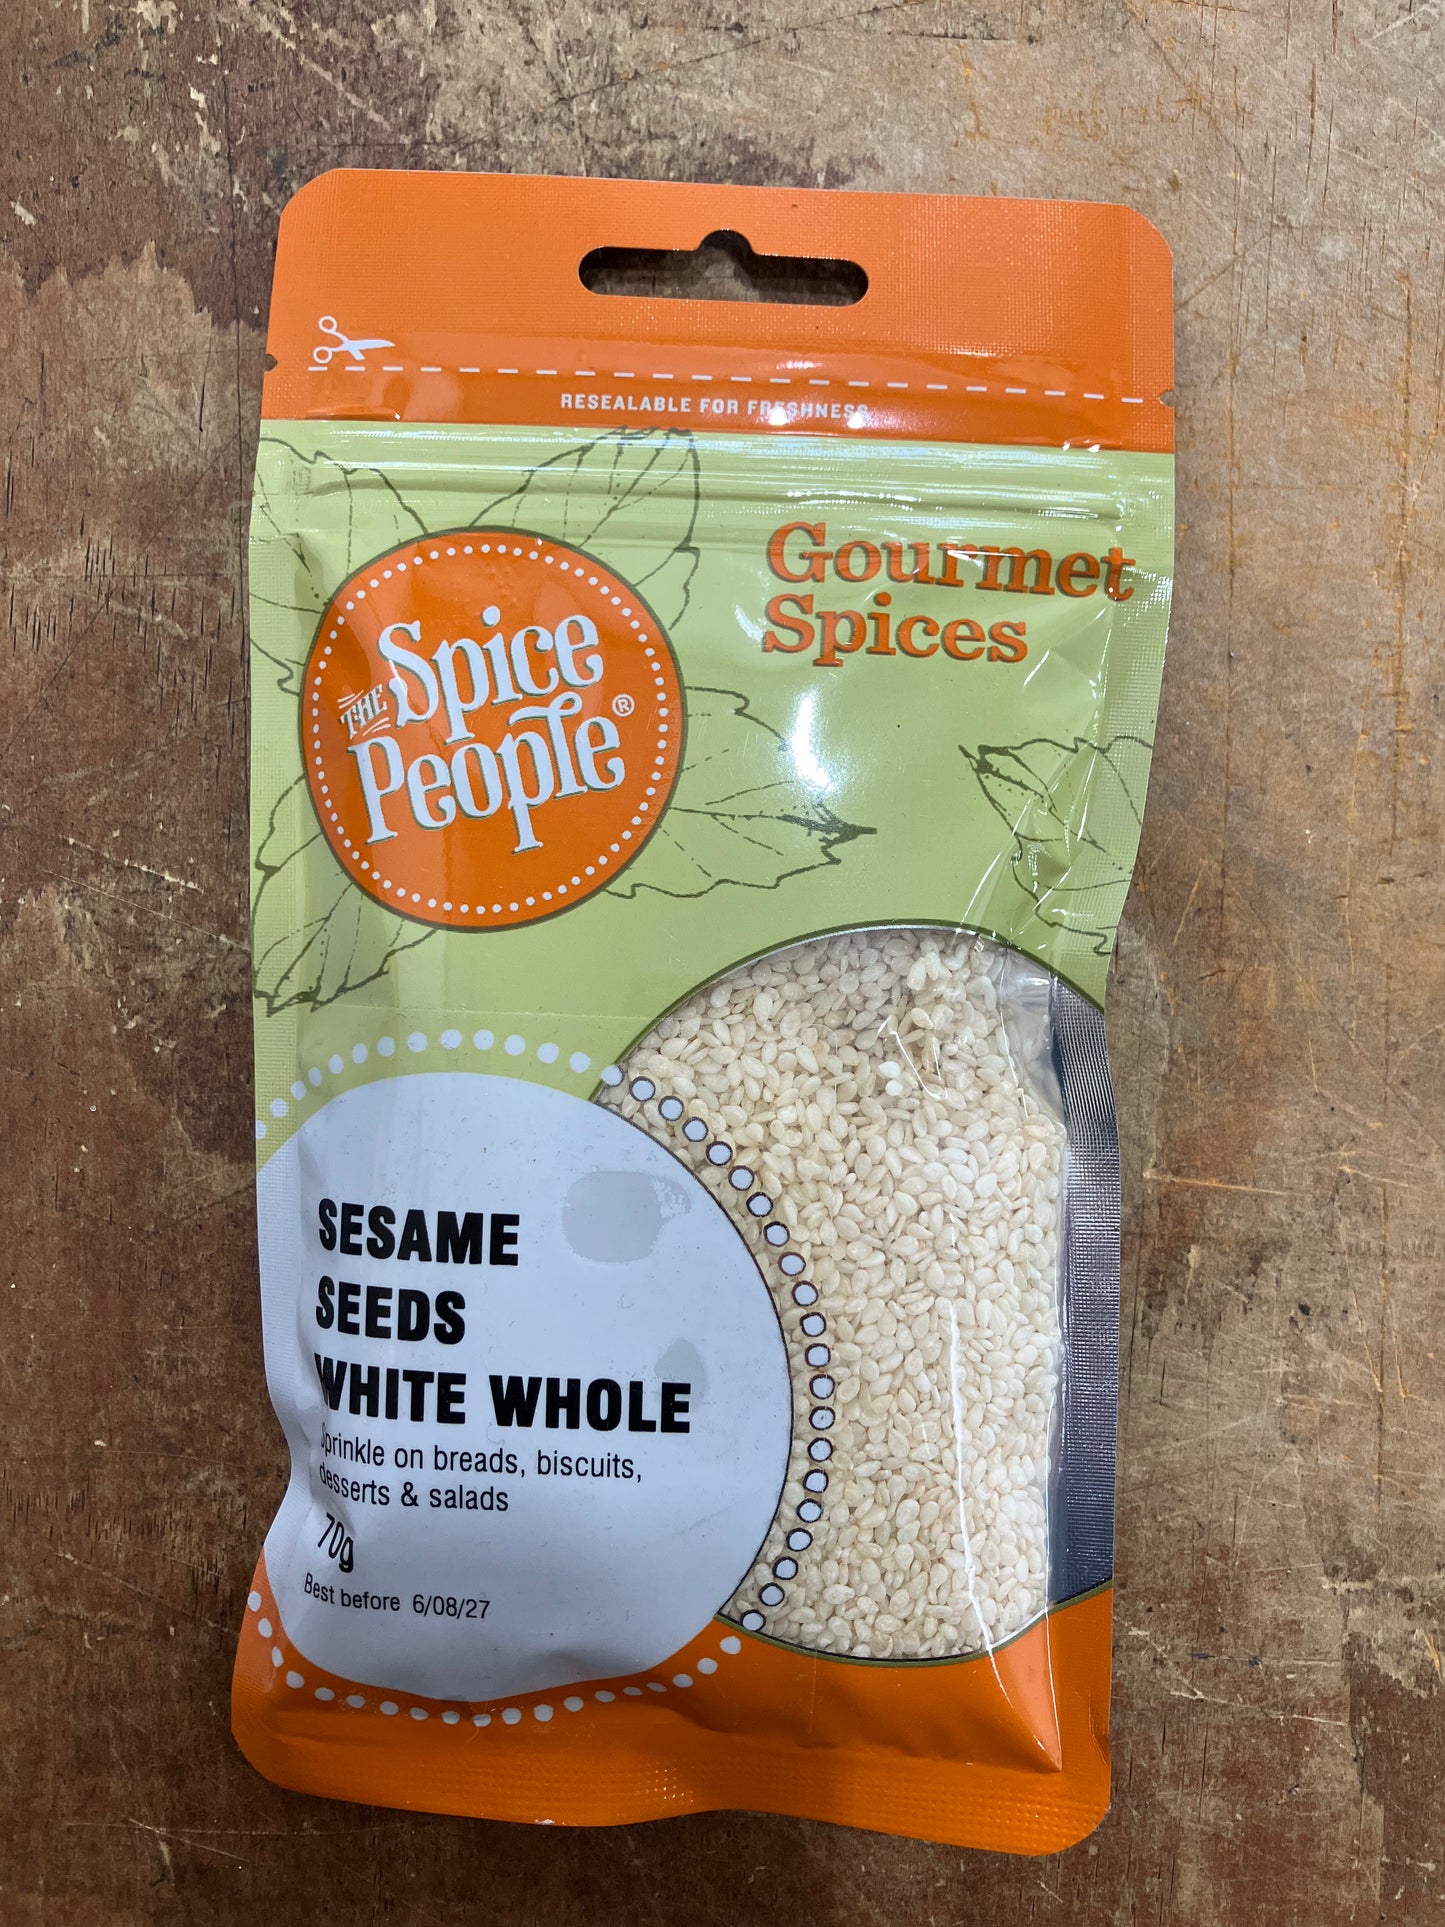 RESEALABLE FOR FRESHNESS
Gourmet
Spices
THE Spice
People®
SESAME
SEEDS
WHITE WHOLE
Sprinkle on breads, biscuits,
desserts & salads
70g
Best before 6/08/27